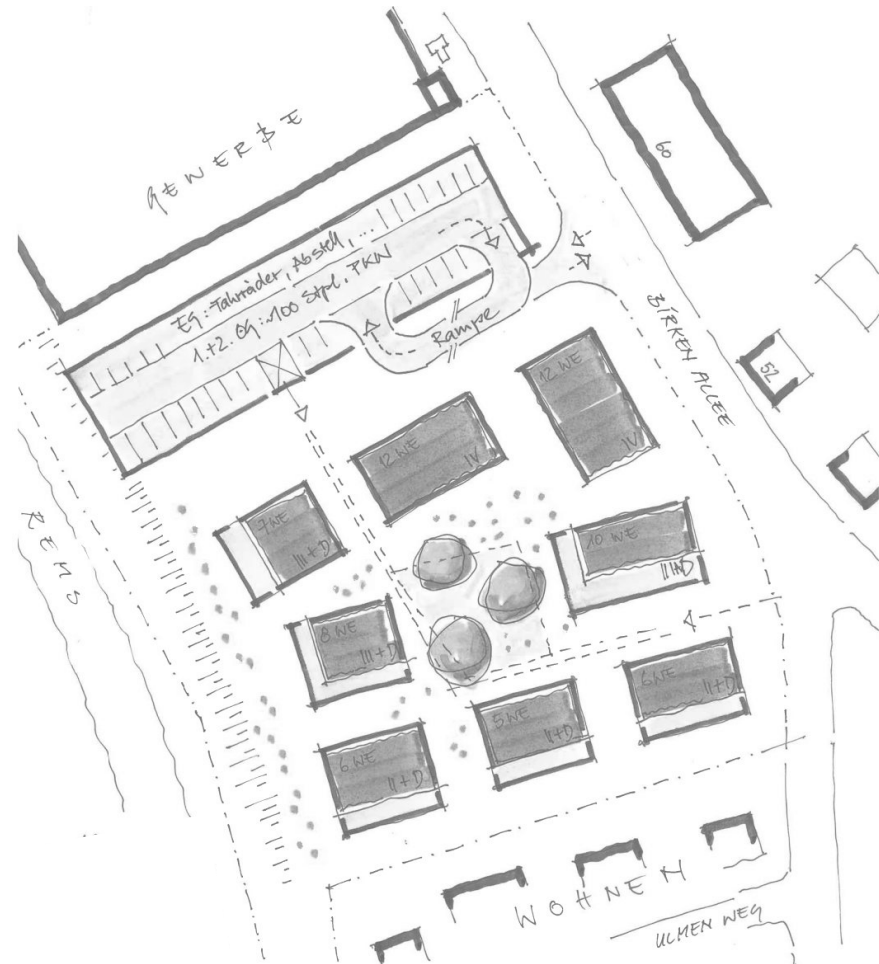 GEWERBE
60
EG: Fahrräder, Abstell, ...
1.+2. OG: ~100 Stpl. PKW
Rampe
BIRKEN ALLEE
52
12 WE
IV
12 WE
IV
7 WE
III+D
10 WE
II+D
REMS
8 WE
III+D
6 WE
II+D
5 WE
II+D
6 WE
II+D
WOHNEN
ULMEN WEG